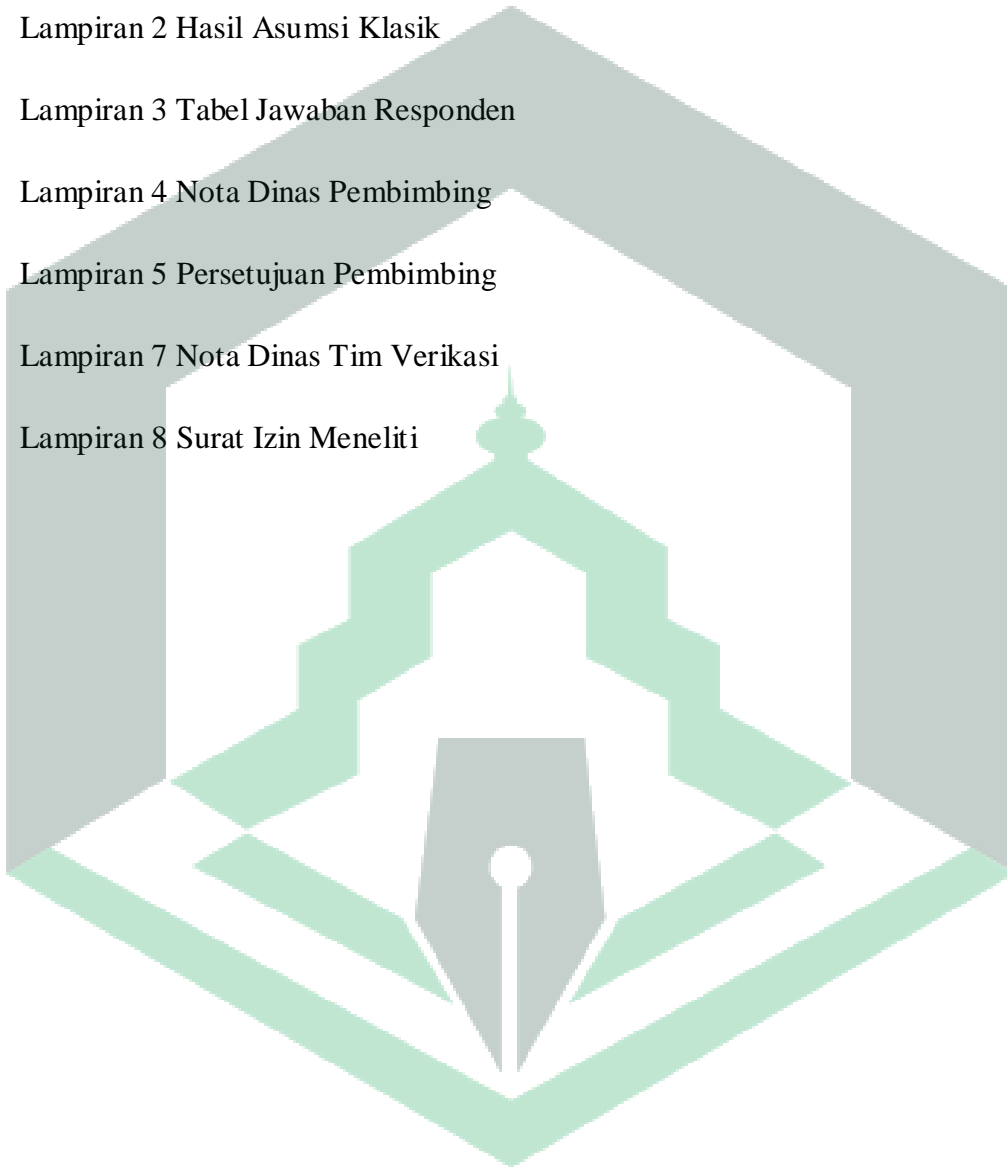 Lampiran 2 Hasil Asumsi Klasik
Lampiran 3 Tabel Jawaban Responden
Lampiran 4 Nota Dinas Pembimbing
Lampiran 5 Persetujuan Pembimbing
Lampiran 7 Nota Dinas Tim Verikasi
Lampiran 8 Surat Izin Meneliti